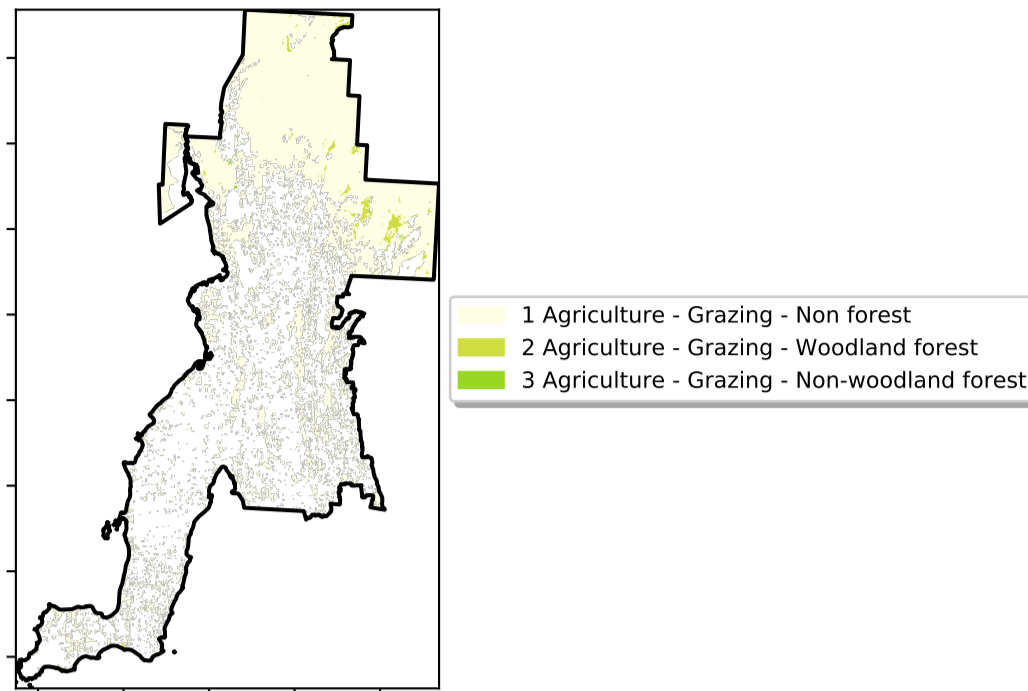 1 Agriculture - Grazing - Non forest
2 Agriculture - Grazing - Woodland forest
3 Agriculture - Grazing - Non-woodland forest